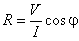 R = V/I cos φ